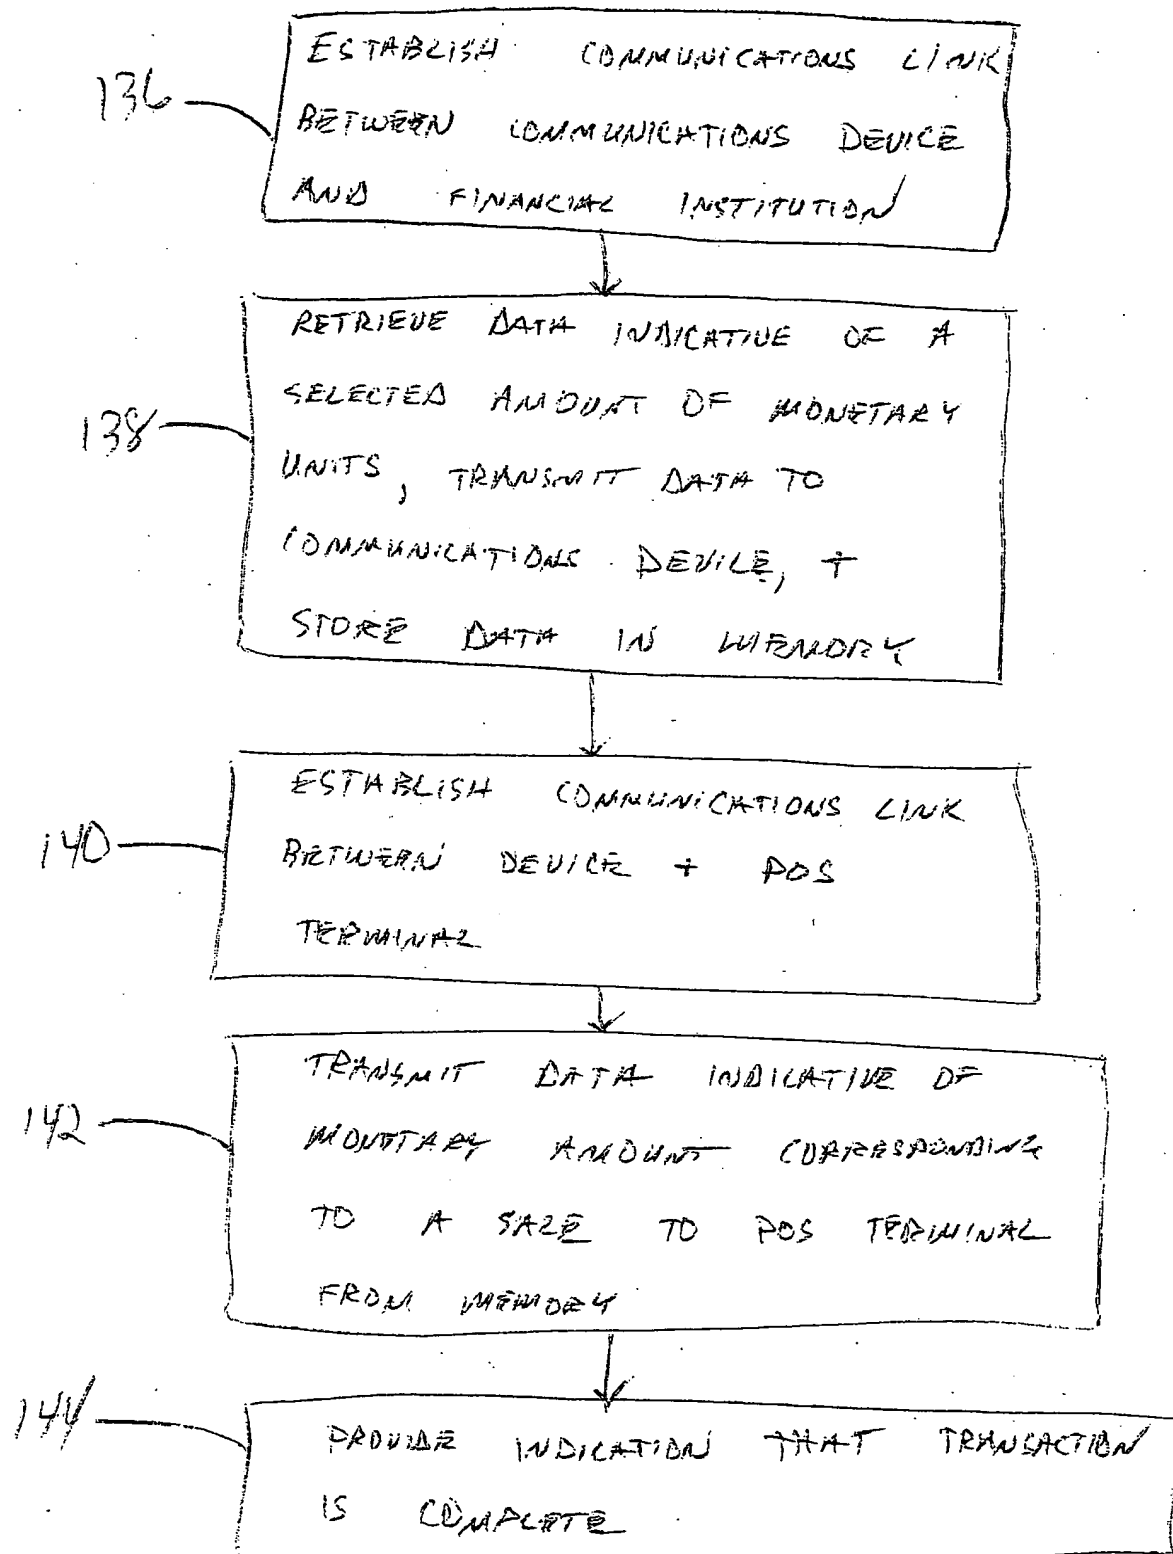 136
ESTABLISH COMMUNICATIONS LINK
BETWEEN COMMUNICATIONS DEVICE
AND FINANCIAL INSTITUTION
138
RETRIEVE DATA INDICATIVE OF A
SELECTED AMOUNT OF MONETARY
UNITS, TRANSMIT DATA TO
COMMUNICATIONS DEVICE, +
STORE DATA IN MEMORY
140
ESTABLISH COMMUNICATIONS LINK
BETWEEN DEVICE + POS
TERMINAL
142
TRANSMIT DATA INDICATIVE OF
MONETARY AMOUNT CORRESPONDING
TO A SALE TO POS TERMINAL
FROM MEMORY
144
PROVIDE INDICATION THAT TRANSACTION
IS COMPLETE